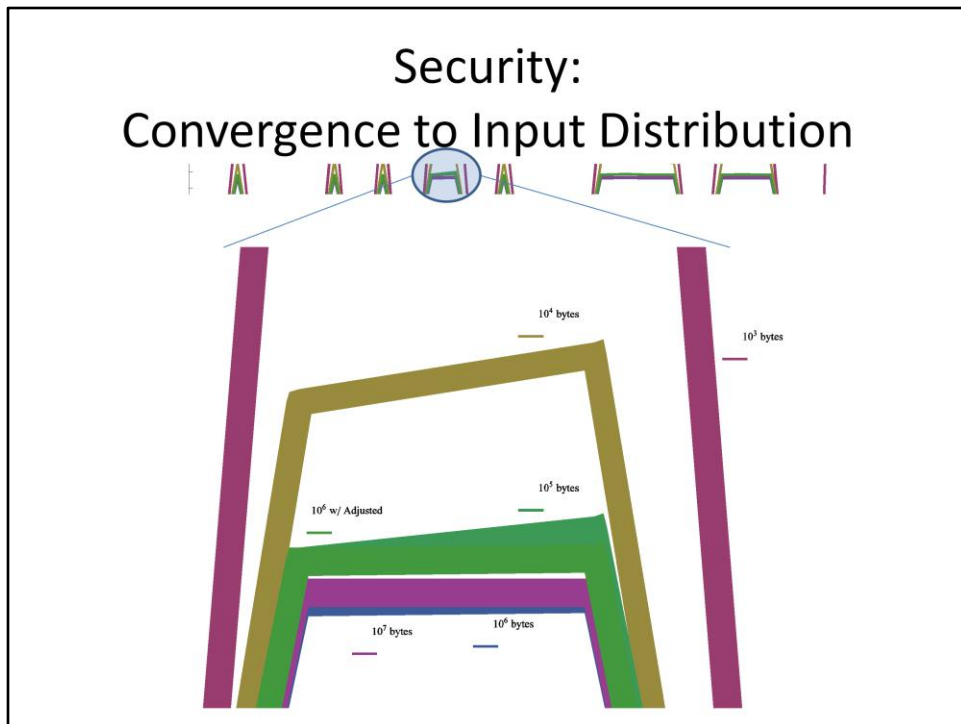 Security:
Convergence to Input Distribution
10⁴ bytes
10³ bytes
10⁵ bytes
10⁶ w/ Adjusted
10⁷ bytes
10⁶ bytes